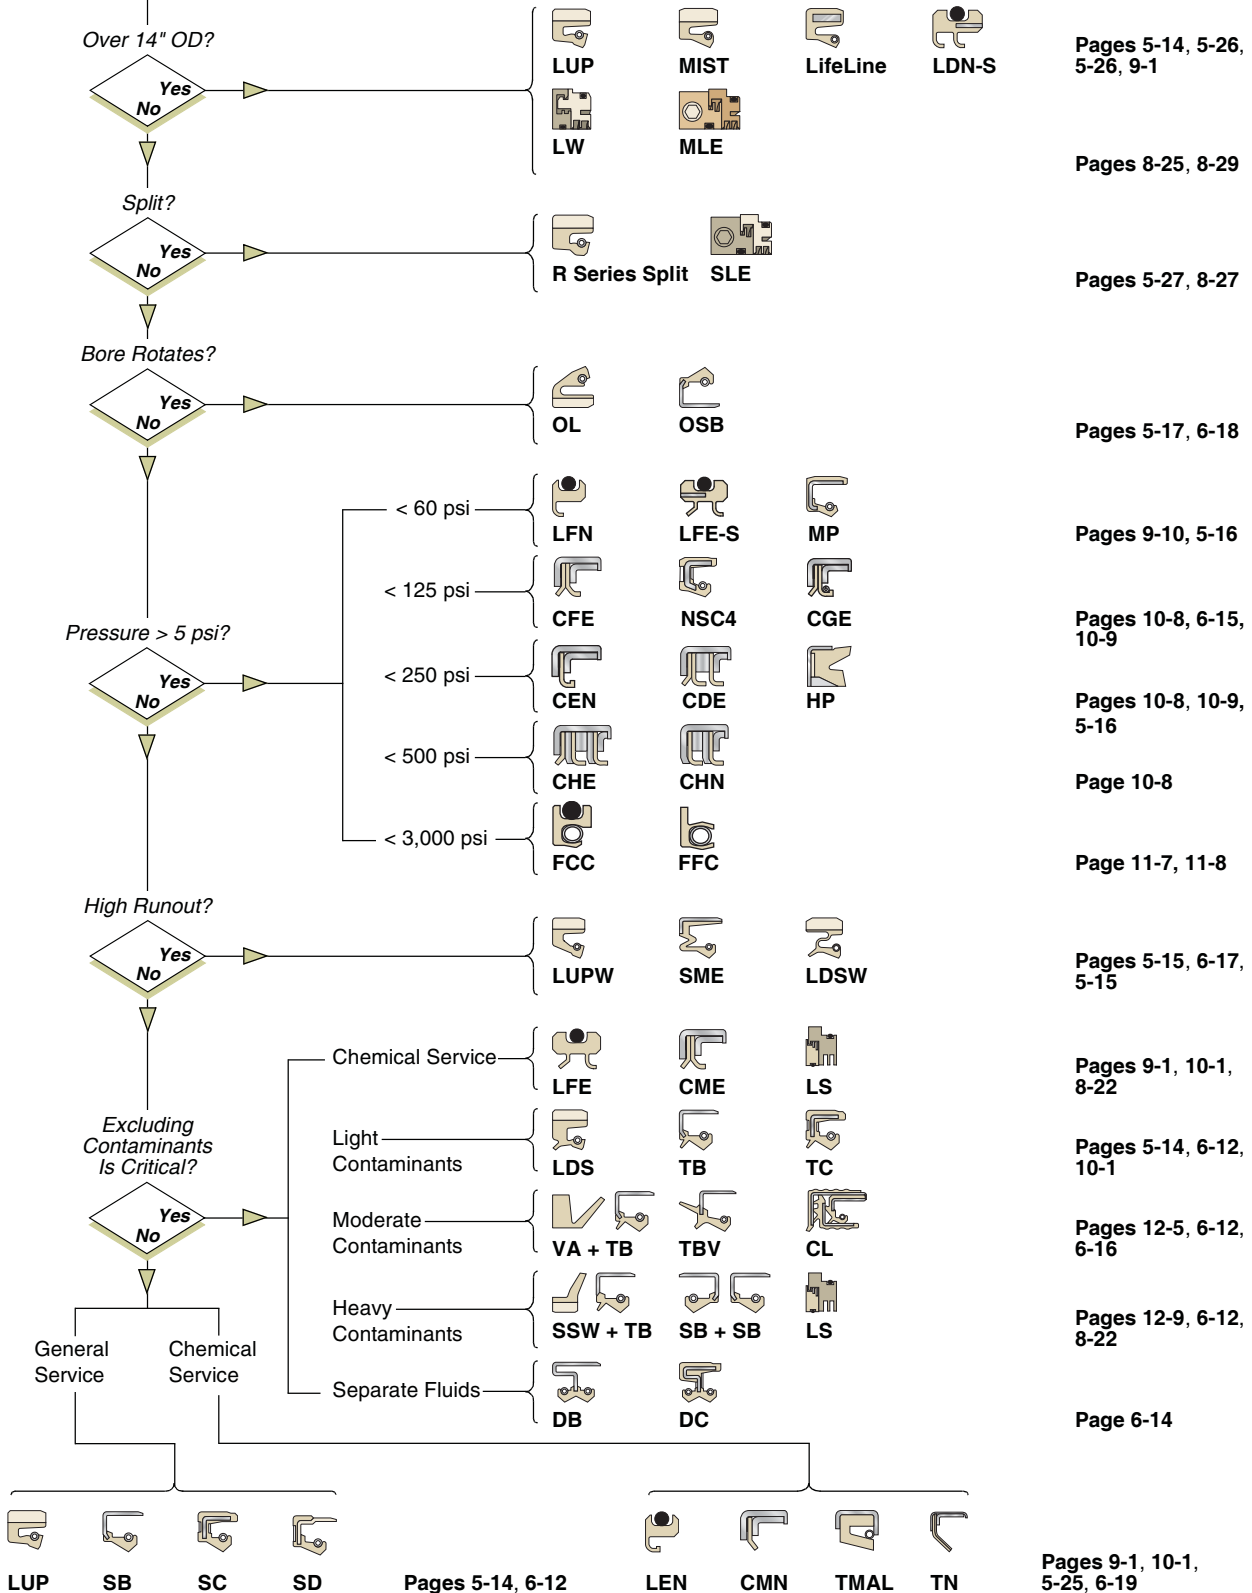 Over 14" OD?
Yes
No
LUP MIST LifeLine LDN-S
Pages 5-14, 5-26,
5-26, 9-1
LW MLE
Pages 8-25, 8-29
Split?
Yes
No
R Series Split SLE
Pages 5-27, 8-27
Bore Rotates?
Yes
No
OL OSB
Pages 5-17, 6-18
Pressure > 5 psi?
Yes
No
< 60 psi
LFN LFE-S MP
Pages 9-10, 5-16
< 125 psi
CFE NSC4 CGE
Pages 10-8, 6-15,
10-9
< 250 psi
CEN CDE HP
Pages 10-8, 10-9,
5-16
< 500 psi
CHE CHN
Page 10-8
< 3,000 psi
FCC FFC
Page 11-7, 11-8
High Runout?
Yes
No
LUPW SME LDSW
Pages 5-15, 6-17,
5-15
Excluding
Contaminants
Is Critical?
Yes
No
Chemical Service
LFE CME LS
Pages 9-1, 10-1,
8-22
Light
Contaminants
LDS TB TC
Pages 5-14, 6-12,
10-1
Moderate
Contaminants
VA + TB TBV CL
Pages 12-5, 6-12,
6-16
Heavy
Contaminants
SSW + TB SB + SB LS
Pages 12-9, 6-12,
8-22
Separate Fluids
DB DC
Page 6-14
General
Service
Chemical
Service
LUP SB SC SD
Pages 5-14, 6-12
LEN CMN TMAL TN
Pages 9-1, 10-1,
5-25, 6-19